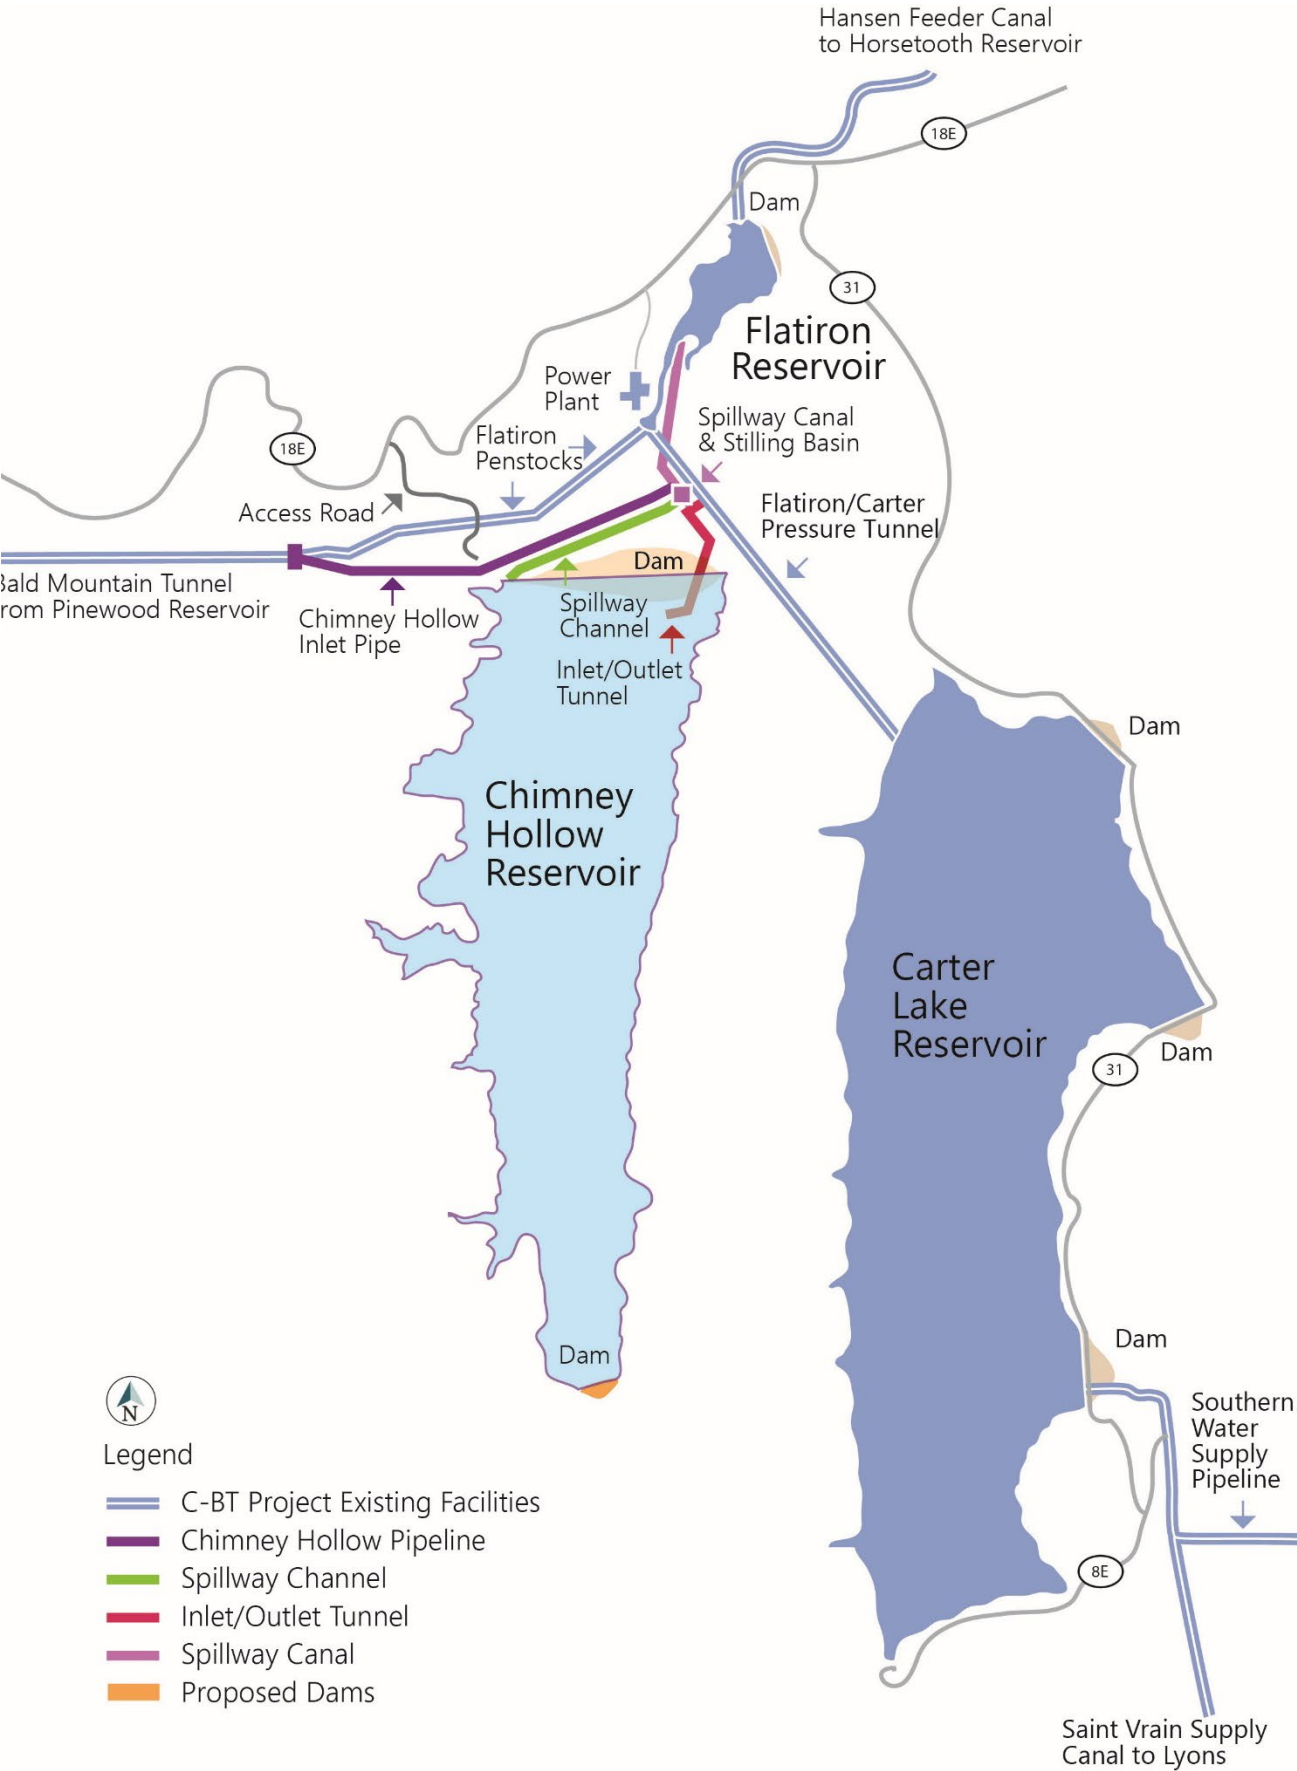 Hansen Feeder Canal
to Horsetooth Reservoir
18E
Dam
31
Flatiron
Reservoir
Power
Plant
Spillway Canal
& Stilling Basin
Flatiron
Penstocks
18E
Access Road
Flatiron/Carter
Pressure Tunnel
Dam
Bald Mountain Tunnel
rom Pinewood Reservoir
Chimney Hollow
Inlet Pipe
Spillway
Channel
Inlet/Outlet
Tunnel
Dam
Chimney
Hollow
Reservoir
Carter
Lake
Reservoir
Dam
31
Dam
Dam
Southern
Water
Supply
Pipeline
8E
N
Legend
C-BT Project Existing Facilities
Chimney Hollow Pipeline
Spillway Channel
Inlet/Outlet Tunnel
Spillway Canal
Proposed Dams
Saint Vrain Supply
Canal to Lyons